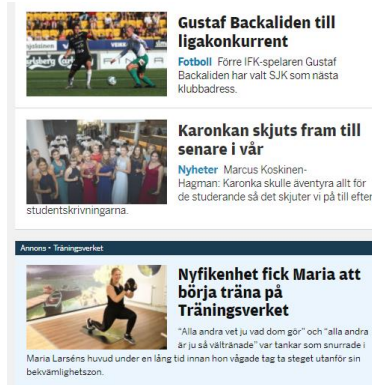 Gustaf Backaliden till
ligakonkurrent
Fotboll Förre IFK-spelaren Gustaf
Backaliden har valt SJK som nästa
klubbadress.
Karonkan skjuts fram till
senare i vår
Nyheter Marcus Koskinen-
Hagman: Karonka skulle äventyra allt för
de studerande så det skjuter vi på till efter
studentskrivningarna.
Annons • Träningsverket
Nyfikenhet fick Maria att
börja träna på
Träningsverket
"Alla andra vet ju vad dom gör" och "alla andra
är ju så vältränade" var tankar som snurrade i
Maria Larséns huvud under en lång tid innan hon vågade tag ta steget utanför sin
bekvämlighetszon.